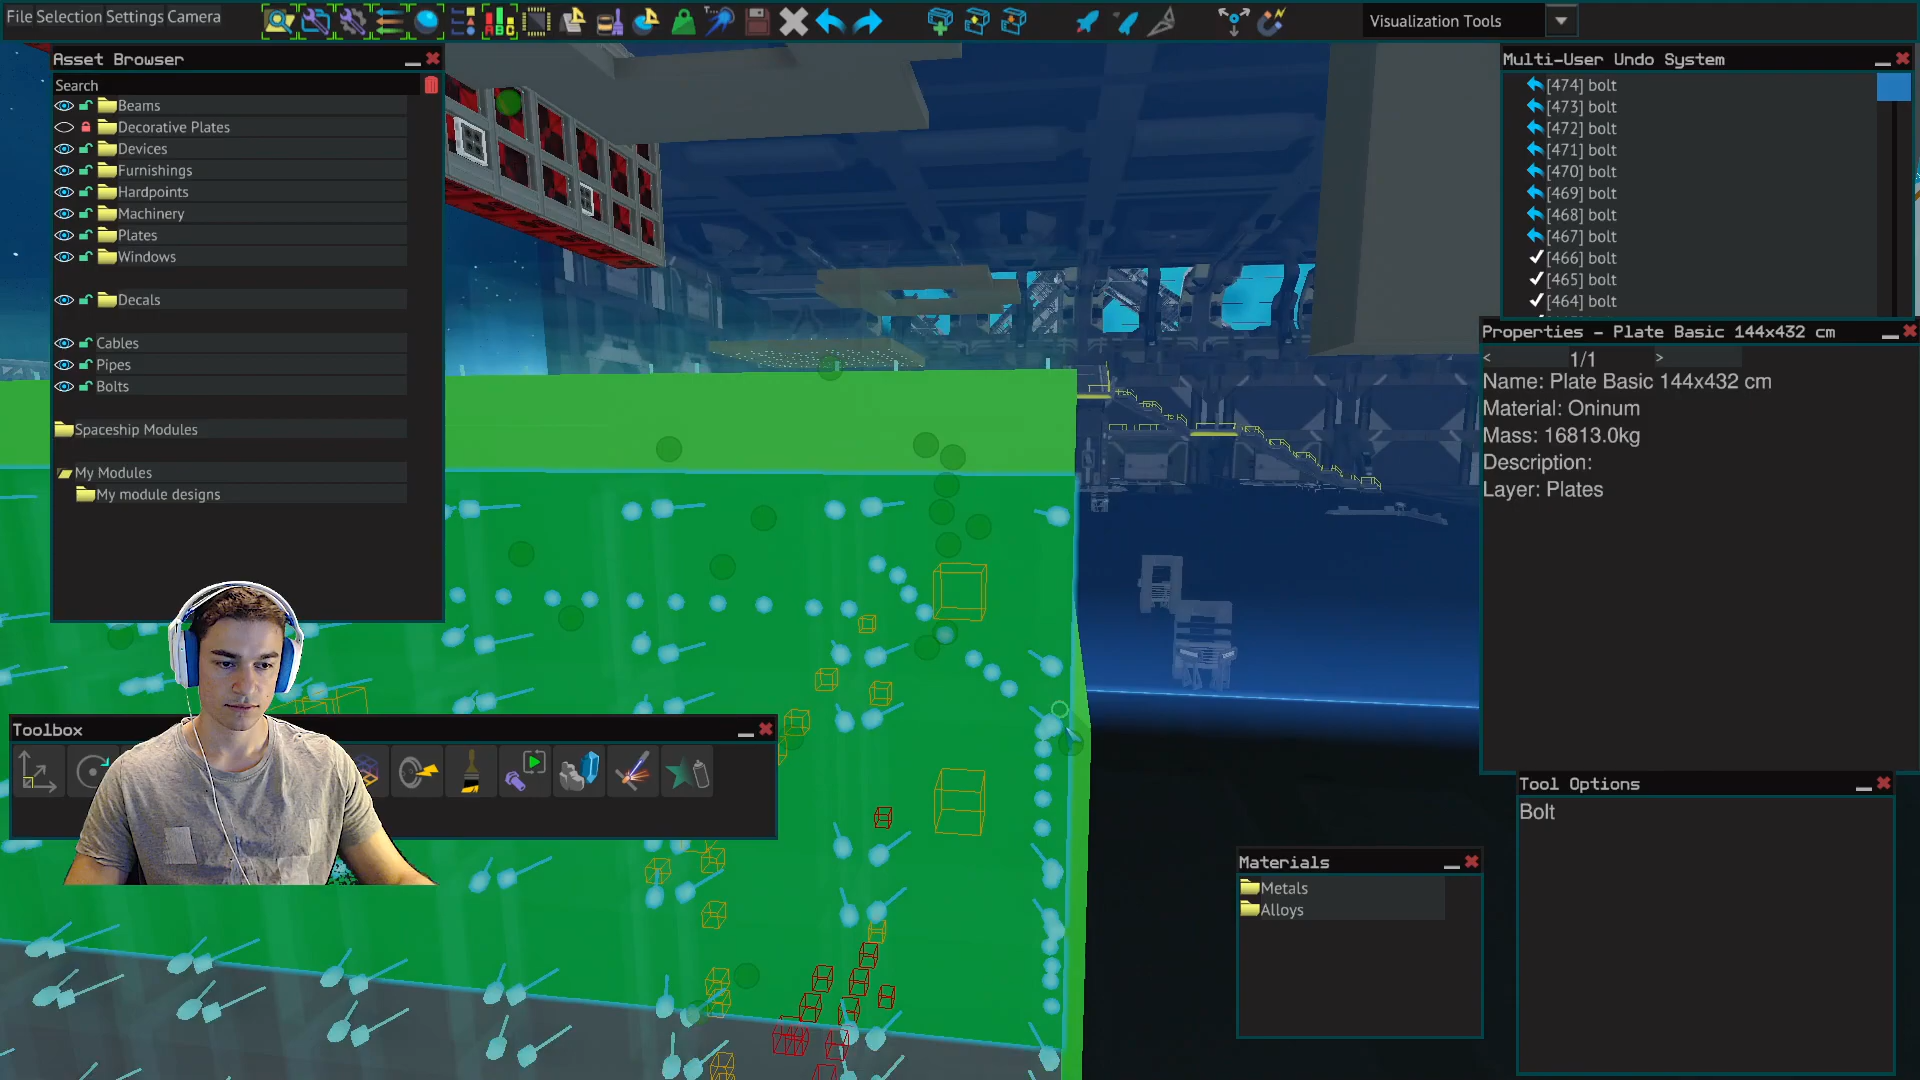 File Selection Settings Camera
Visualization Tools
Asset Browser
Search
Beams
Decorative Plates
Devices
Furnishings
Hardpoints
Machinery
Plates
Windows
Decals
Cables
Pipes
Bolts
Spaceship Modules
My Modules
My module designs
ABC
Multi-User Undo System
[474] bolt
[473] bolt
[472] bolt
[471] bolt
[470] bolt
[469] bolt
[468] bolt
[467] bolt
[466] bolt
[465] bolt
[464] bolt
Properties - Plate Basic 144x432 cm
< 1/1 >
Name: Plate Basic 144x432 cm
Material: Oninum
Mass: 16813.0kg
Description:
Layer: Plates
Toolbox
Tool Options
Bolt
Materials
Metals
Alloys